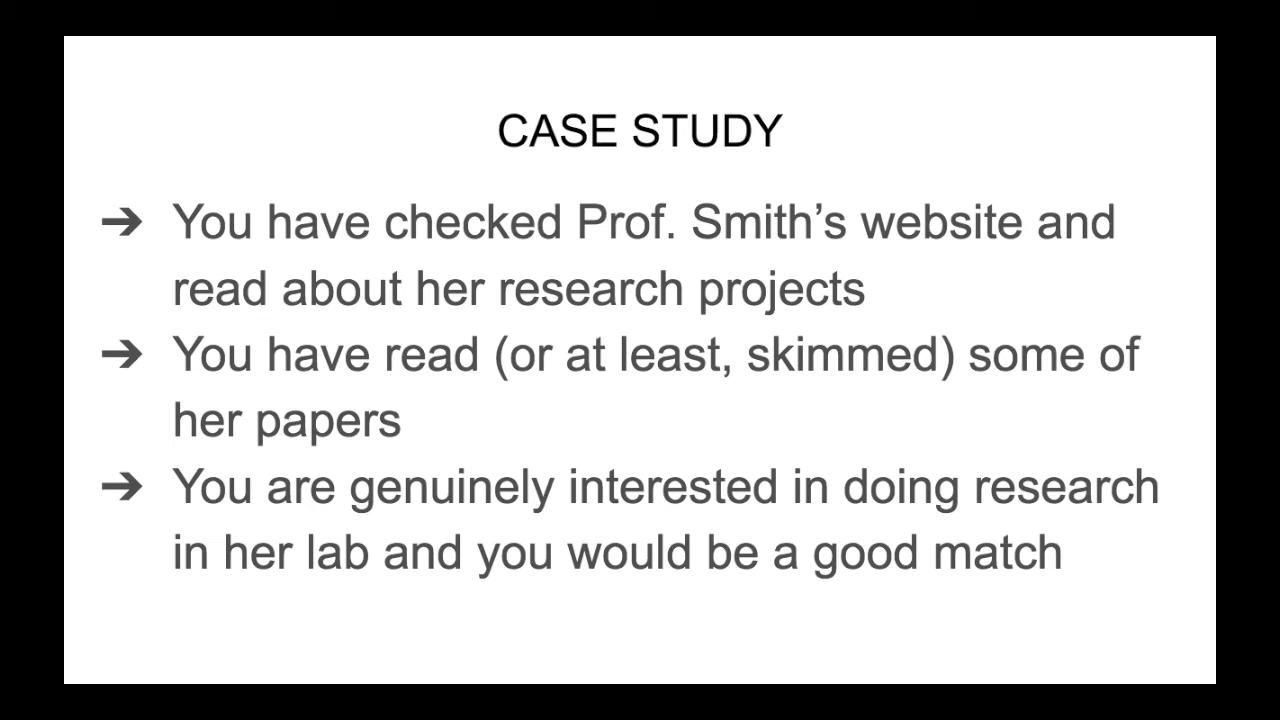 CASE STUDY
➔ You have checked Prof. Smith’s website and
read about her research projects
➔ You have read (or at least, skimmed) some of
her papers
➔ You are genuinely interested in doing research
in her lab and you would be a good match